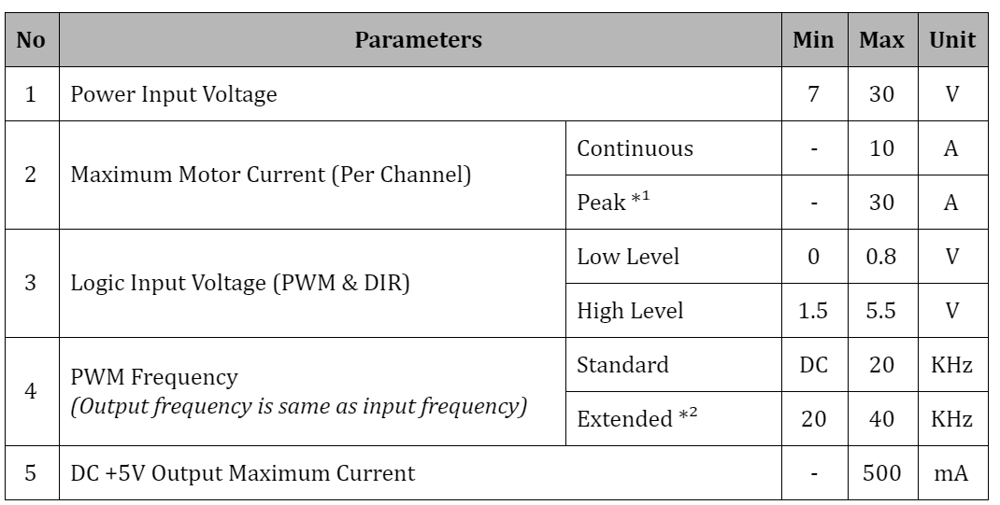 No Parameters Min Max Unit
1 Power Input Voltage 7 30 V
2 Maximum Motor Current (Per Channel) Continuous - 10 A
Peak *1 - 30 A
3 Logic Input Voltage (PWM & DIR) Low Level 0 0.8 V
High Level 1.5 5.5 V
4 PWM Frequency Standard DC 20 KHz
(Output frequency is same as input frequency) Extended *2 20 40 KHz
5 DC +5V Output Maximum Current - 500 mA